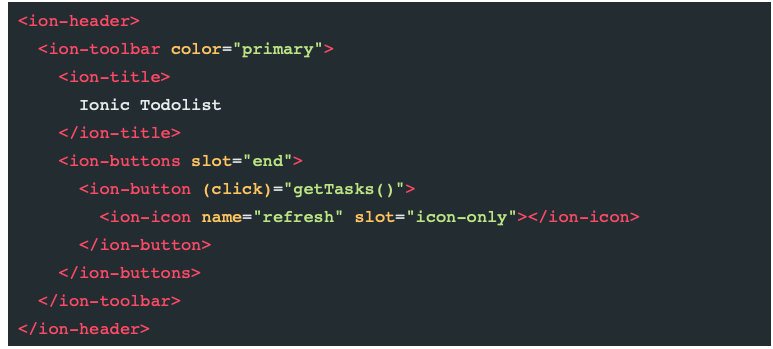 <ion-header>
  <ion-toolbar color="primary">
    <ion-title>
      Ionic Todolist
    </ion-title>
    <ion-buttons slot="end">
      <ion-button (click)="getTasks()">
        <ion-icon name="refresh" slot="icon-only"></ion-icon>
      </ion-button>
    </ion-buttons>
  </ion-toolbar>
</ion-header>